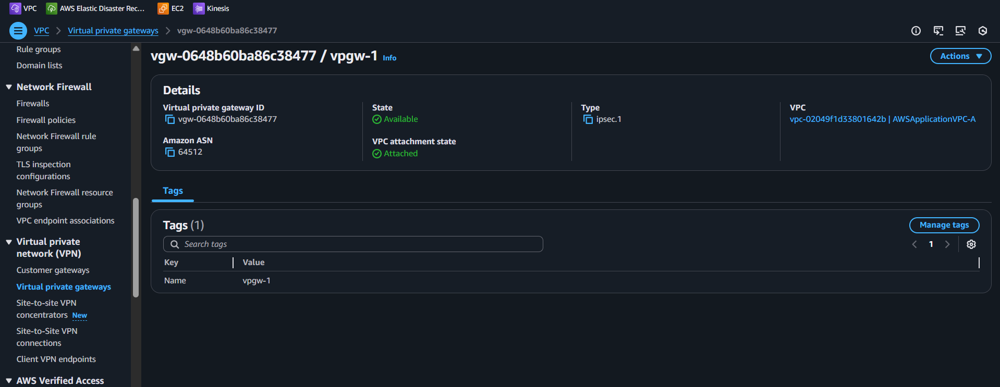 VPC
AWS Elastic Disaster Rec...
EC2
Kinesis
VPC
Virtual private gateways
vgw-0648b60ba86c38477
Rule groups
Domain lists
Network Firewall
Firewalls
Firewall policies
Network Firewall rule
groups
TLS inspection
configurations
Network Firewall resource
groups
VPC endpoint associations
Virtual private
network (VPN)
Customer gateways
Virtual private gateways
Site-to-site VPN
concentrators New
Site-to-Site VPN
connections
Client VPN endpoints
AWS Verified Access
vgw-0648b60ba86c38477 / vpgw-1 Info
Actions
Details
Virtual private gateway ID
vgw-0648b60ba86c38477
Amazon ASN
64512
State
Available
VPC attachment state
Attached
Type
ipsec.1
VPC
vpc-02049f1d33801642b | AWSApplicationVPC-A
Tags
Tags (1)
Manage tags
Search tags
1
Key
Value
Name
vpgw-1